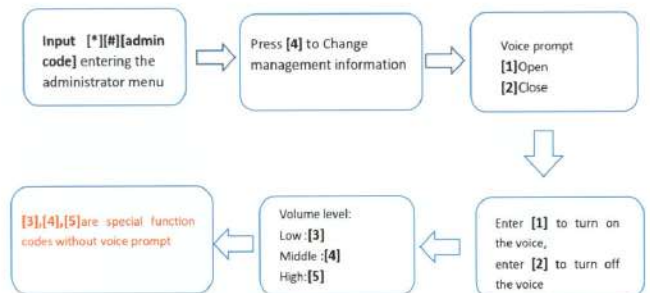 Input [*][#][admin
code] entering the
administrator menu
Press [4] to Change
management information
Voice prompt
[1]Open
[2]Close
Enter [1] to turn on
the voice,
enter [2] to turn off
the voice
Volume level:
Low :[3]
Middle :[4]
High:[5]
[3],[4],[5]are special function
codes without voice prompt